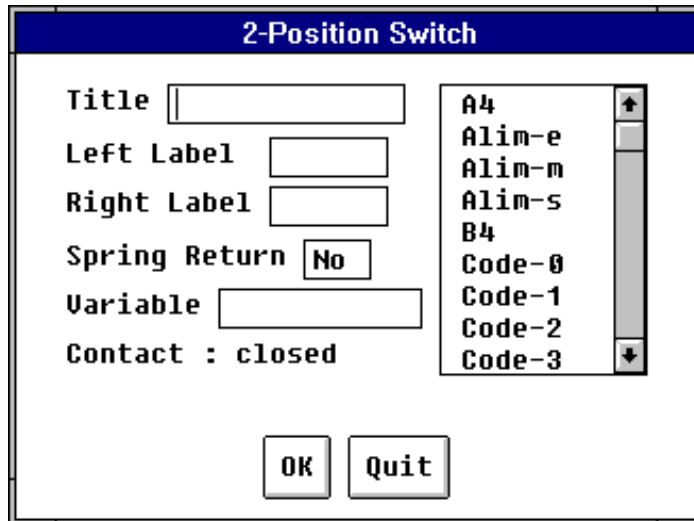 2-Position Switch
Title
Left Label
Right Label
Spring Return No
Variable
Contact : closed
A4
Alim-e
Alim-m
Alim-s
B4
Code-0
Code-1
Code-2
Code-3
OK Quit